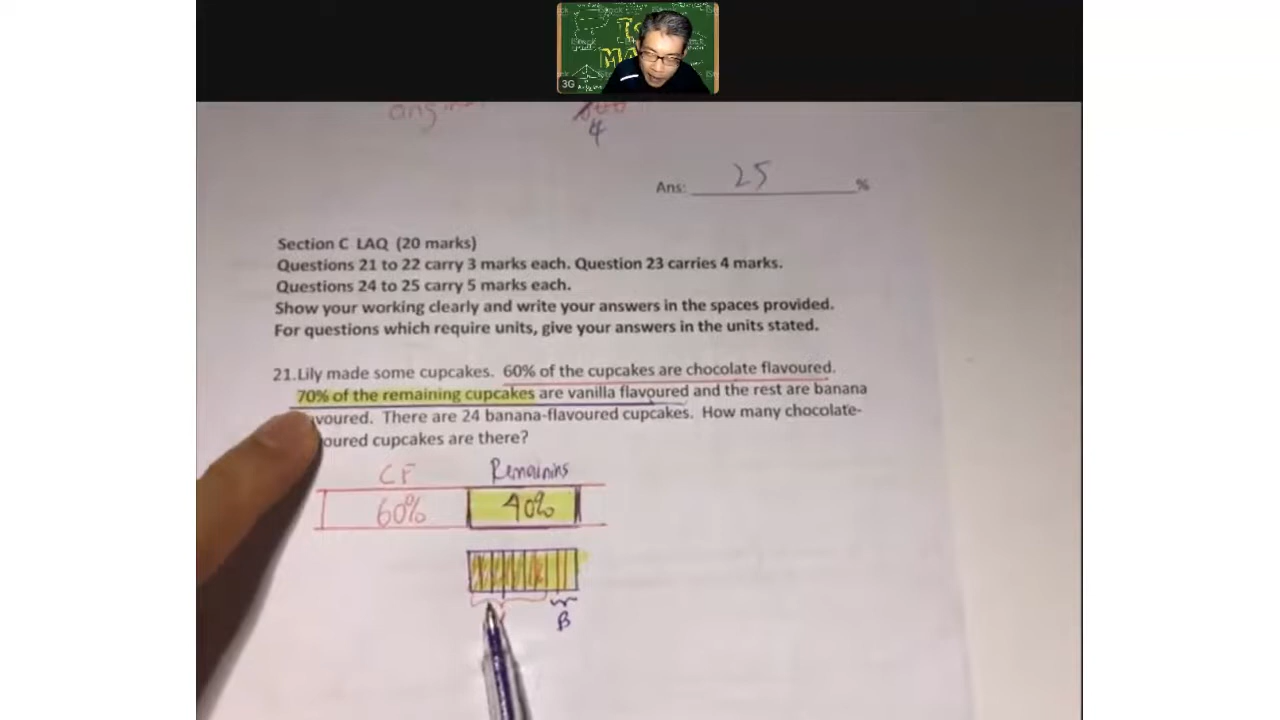 3G
4
25
Ans: ____________%
Section C LAQ (20 marks)
Questions 21 to 22 carry 3 marks each. Question 23 carries 4 marks.
Questions 24 to 25 carry 5 marks each.
Show your working clearly and write your answers in the spaces provided.
For questions which require units, give your answers in the units stated.
21. Lily made some cupcakes. 60% of the cupcakes are chocolate flavoured.
70% of the remaining cupcakes are vanilla flavoured and the rest are banana
voured. There are 24 banana-flavoured cupcakes. How many chocolate-
oured cupcakes are there?
CF Remaining
60% 40%
B